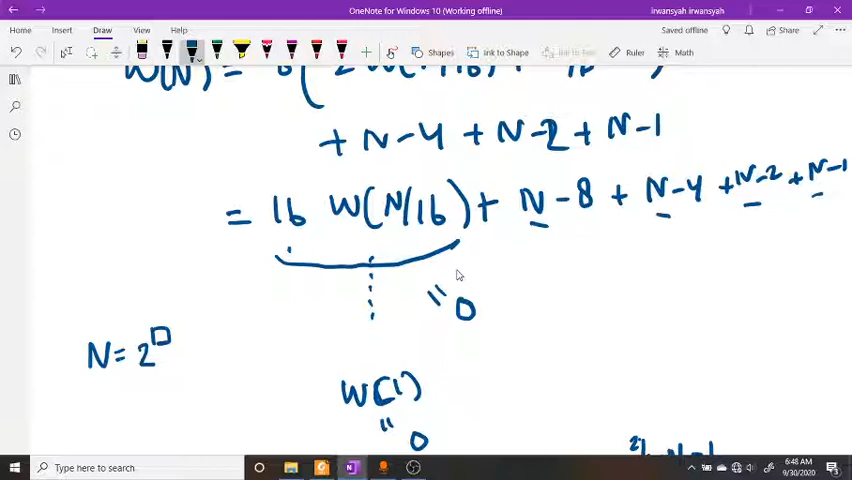 OneNote for Windows 10 (Working offline)
irwansyah irwansyah
Home Insert Draw View Help
Saved offline Share
Shapes Ink to Shape Ink to Text Ruler Math
W(N) =
+ N-4 + N-2 + N-1
= 16 W(N/16) + N-8 + N-4 + N-2 + N-1
"0
N = 2□
W(1)
"
0
Type here to search
6:48 AM
9/30/2020